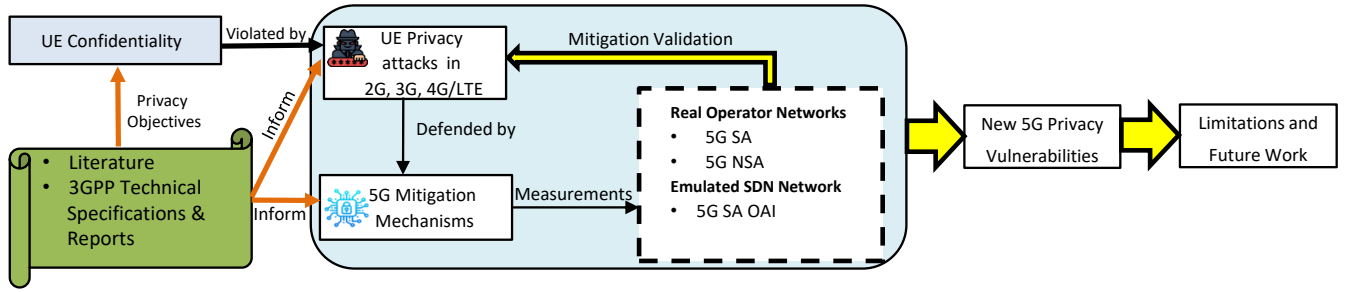 UE Confidentiality
Violated by
UE Privacy
attacks in
2G, 3G, 4G/LTE
Mitigation Validation
Privacy
Objectives
Inform
Defended by
• Literature
• 3GPP Technical
Specifications &
Reports
Inform
5G Mitigation
Mechanisms
Measurements
Real Operator Networks
• 5G SA
• 5G NSA
Emulated SDN Network
• 5G SA OAI
New 5G Privacy
Vulnerabilities
Limitations and
Future Work